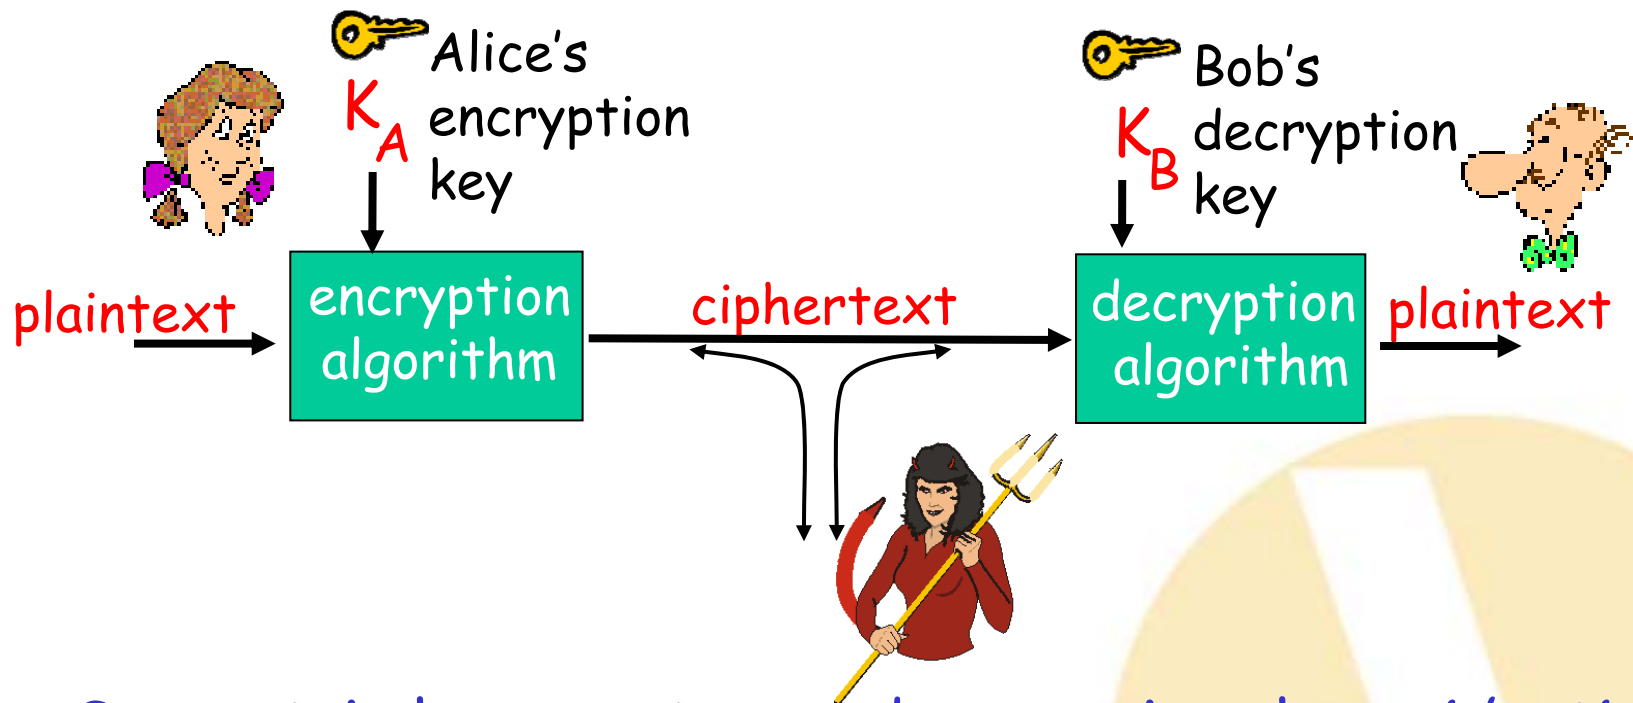 Alice's
encryption
key
K
A
Bob's
decryption
key
K
B
plaintext
encryption
algorithm
ciphertext
decryption
algorithm
plaintext